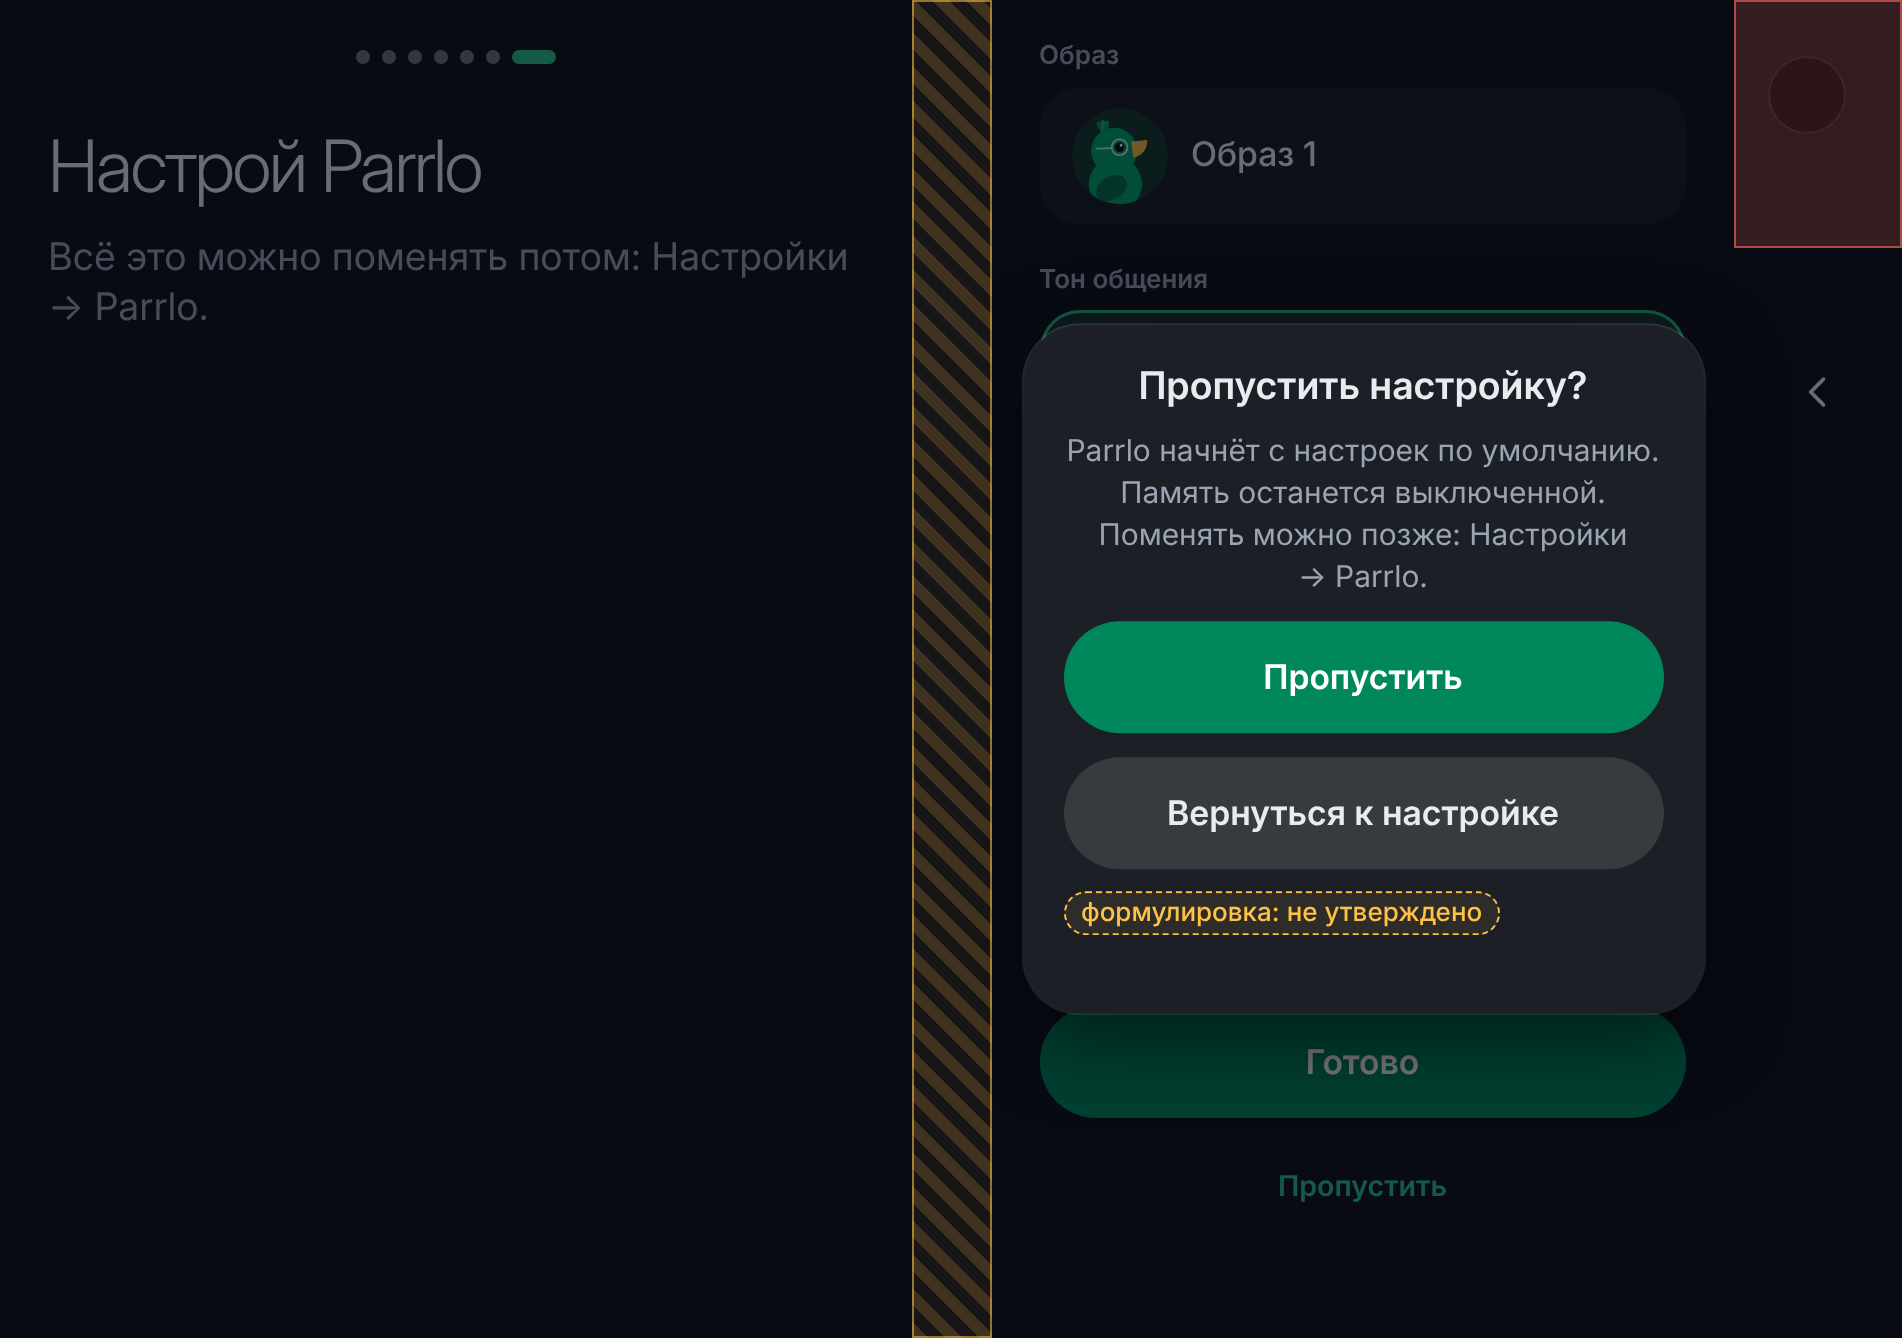 Настрой Parrlo
Всё это можно поменять потом: Настройки
→ Parrlo.
Образ
Образ 1
Тон общения
Пропустить настройку?
Parrlo начнёт с настроек по умолчанию.
Память останется выключенной.
Поменять можно позже: Настройки
→ Parrlo.
Пропустить
Вернуться к настройке
формулировка: не утверждено
Готово
Пропустить